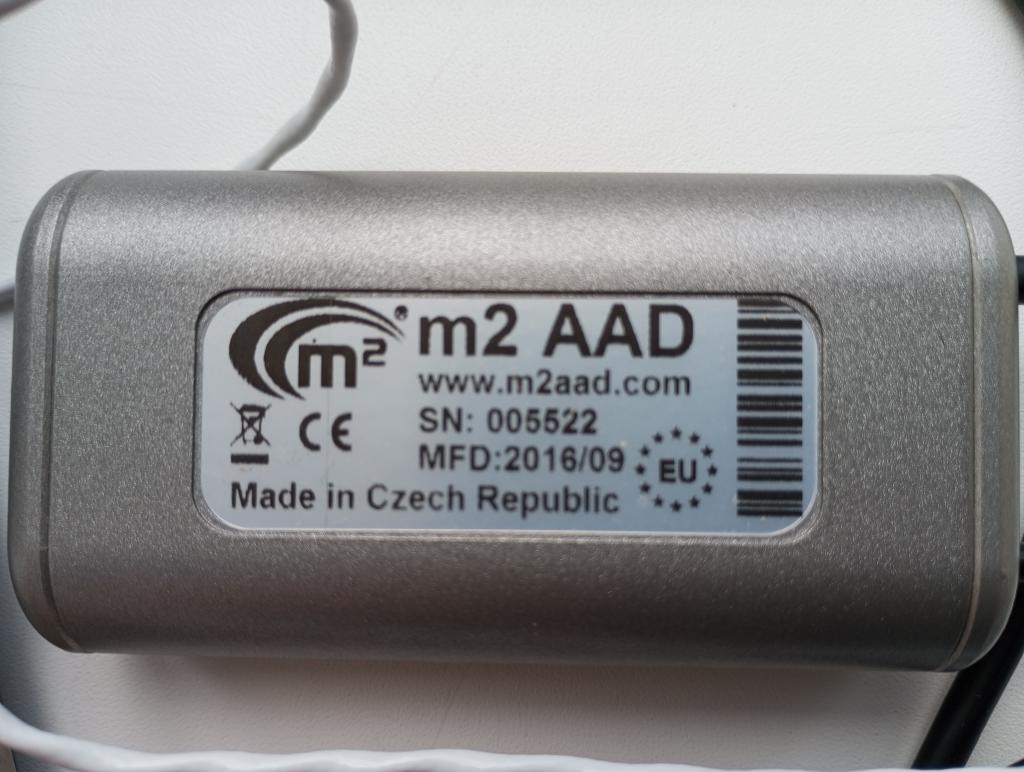 m2®
m2 AAD
www.m2aad.com
CE
SN: 005522
MFD:2016/09
EU
Made in Czech Republic